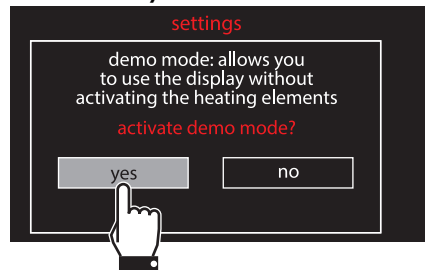 settings
demo mode: allows you
to use the display without
activating the heating elements
activate demo mode?
yes
no